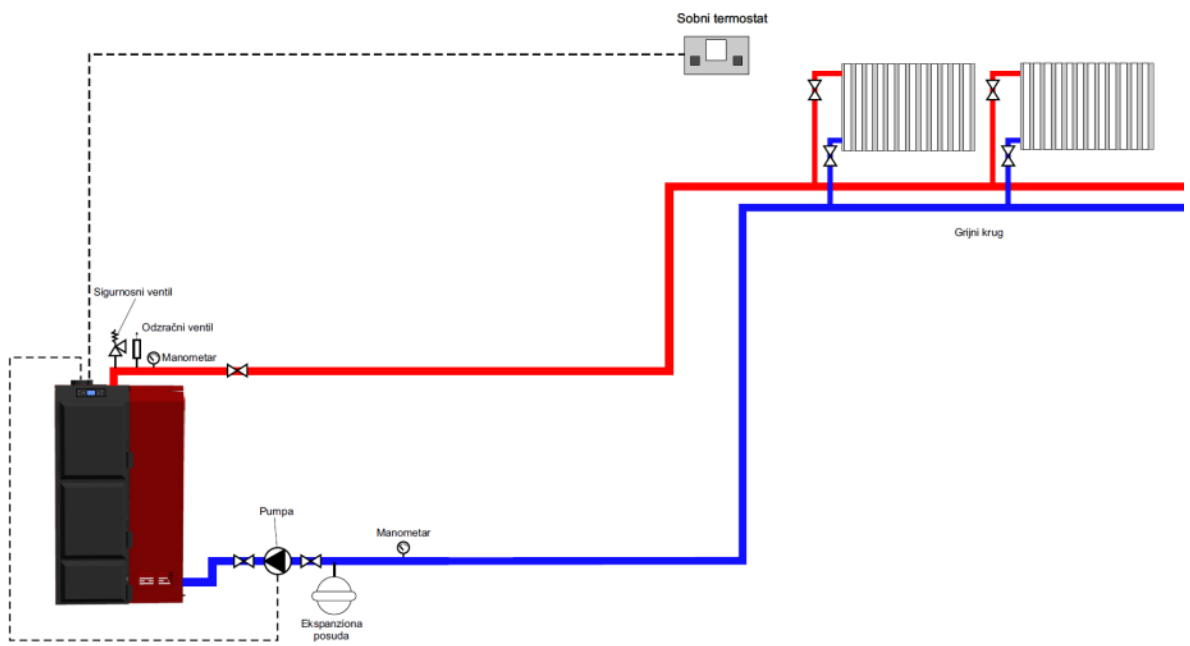 Sobni termostat
Grijni krug
Sigurnosni ventil
Odzračni ventil
Manometar
Pumpa
Manometar
Ekspanziona
posuda